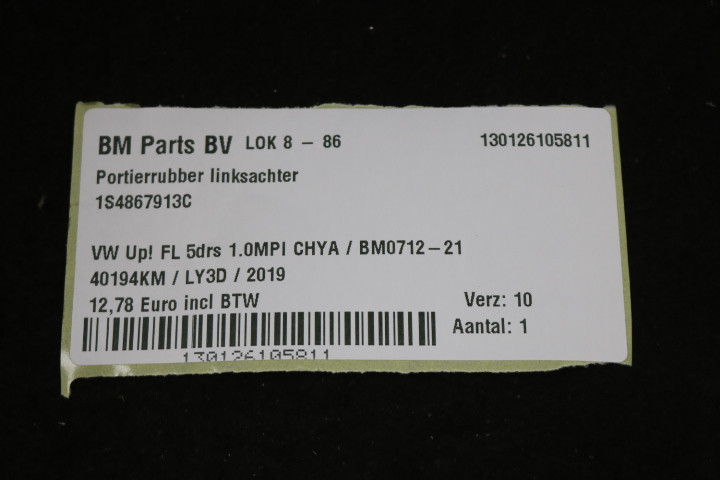 BM Parts BV LOK 8 - 86 130126105811
Portierrubber linksachter
1S4867913C
VW Up! FL 5drs 1.0MPI CHYA / BM0712-21
40194KM / LY3D / 2019
12,78 Euro incl BTW Verz: 10
Aantal: 1
130126105811